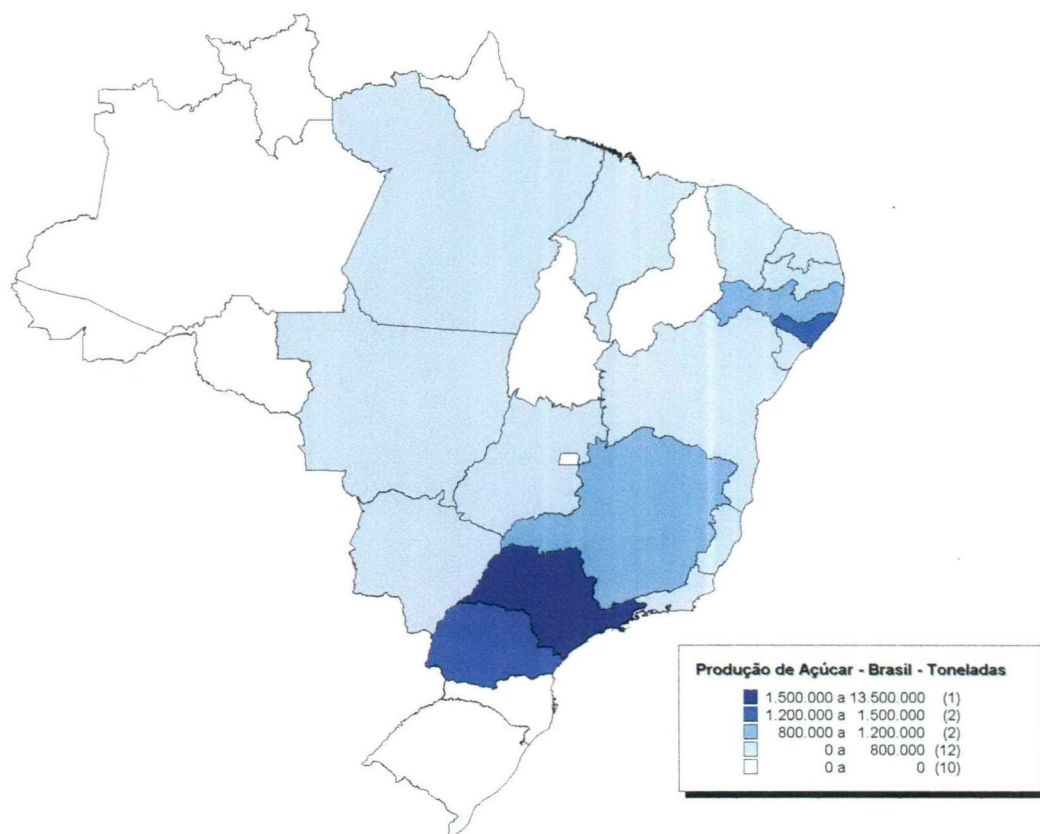 Produção de Açúcar - Brasil - Toneladas
1.500.000 a 13.500.000 (1)
1.200.000 a 1.500.000 (2)
800.000 a 1.200.000 (2)
0 a 800.000 (12)
0 a 0 (10)